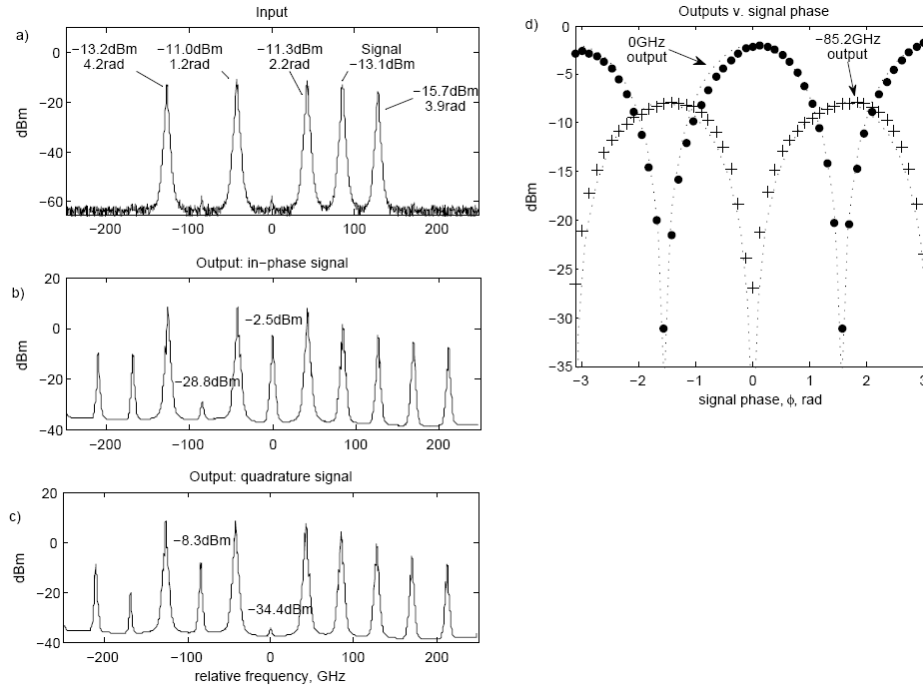 Input
a)
−13.2dBm
4.2rad
−11.0dBm
1.2rad
−11.3dBm
2.2rad
Signal
−13.1dBm
−15.7dBm
3.9rad
dBm
0
−20
−40
−60
−200
−100
0
100
200
Output: in−phase signal
b)
dBm
20
0
−20
−40
−28.8dBm
−2.5dBm
−200
−100
0
100
200
Output: quadrature signal
c)
dBm
20
0
−20
−40
−8.3dBm
−34.4dBm
−200
−100
0
100
200
relative frequency, GHz
Outputs v. signal phase
d)
0GHz
output
−85.2GHz
output
dBm
0
−5
−10
−15
−20
−25
−30
−35
−3
−2
−1
0
1
2
3
signal phase, ϕ, rad